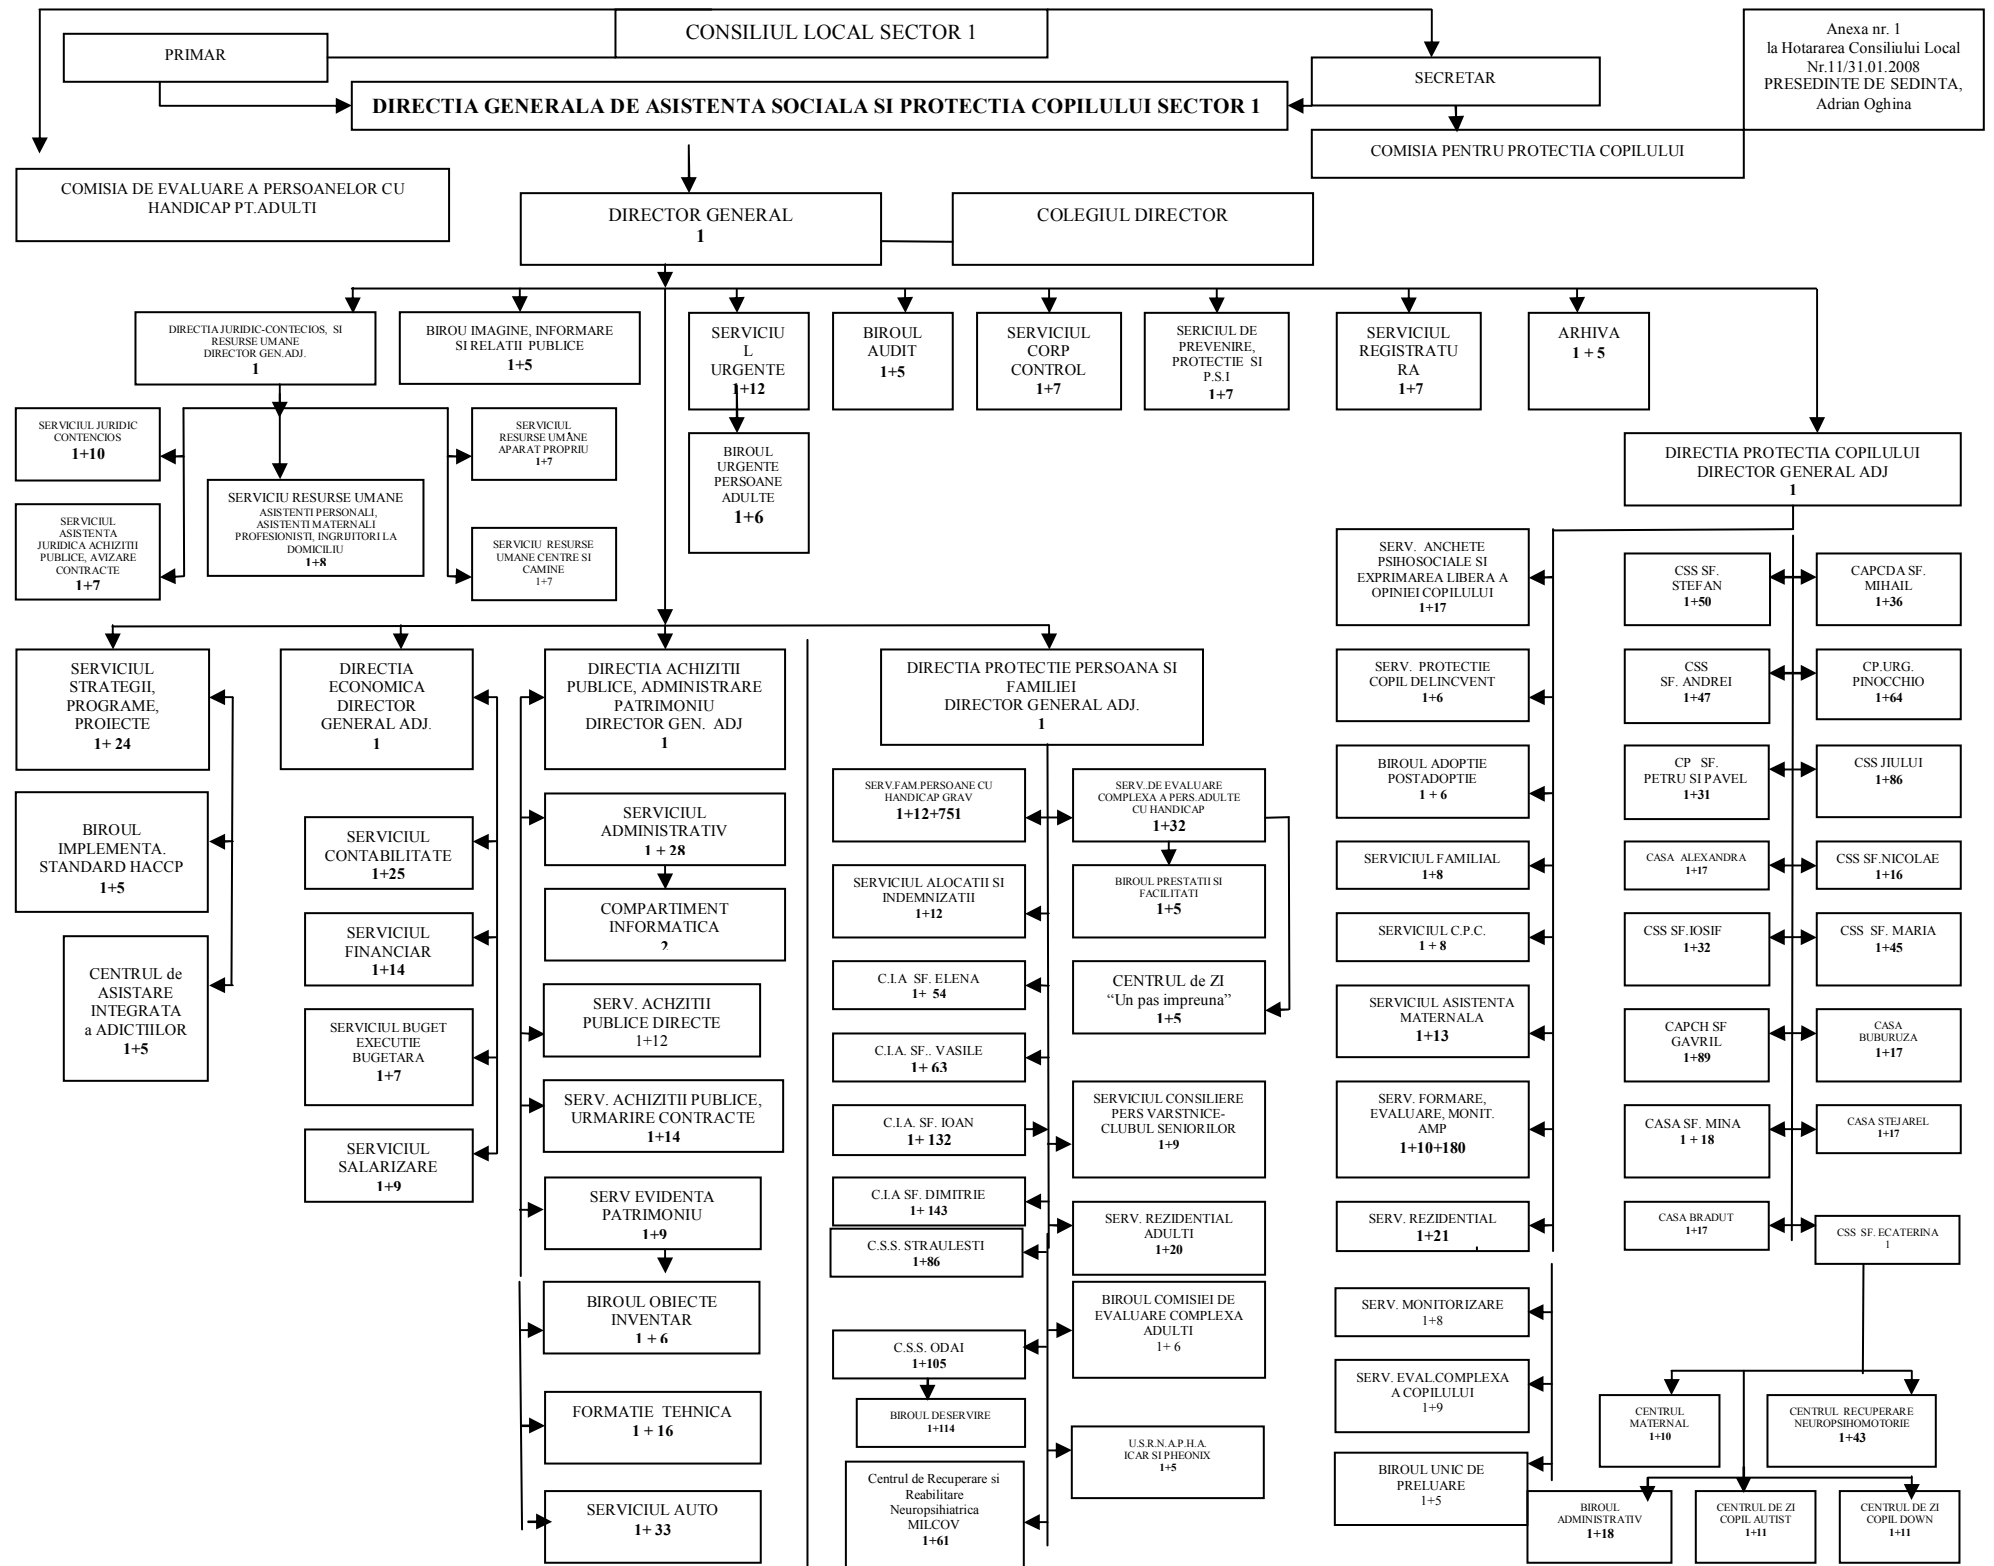 CONSILIUL LOCAL SECTOR 1
PRIMAR
SECRETAR
Anexa nr. 1
la Hotararea Consiliului Local
Nr.11/31.01.2008
PRESEDINTE DE SEDINTA,
Adrian Oghina
DIRECTIA GENERALA DE ASISTENTA SOCIALA SI PROTECTIA COPILULUI SECTOR 1
COMISIA PENTRU PROTECTIA COPILULUI
COMISIA DE EVALUARE A PERSOANELOR CU
HANDICAP PT.ADULTI
DIRECTOR GENERAL
1
COLEGIUL DIRECTOR
DIRECTIA JURIDIC-CONTECIOS, SI
RESURSE UMANE
DIRECTOR GEN.ADJ.
1
BIROU IMAGINE, INFORMARE
SI RELATII PUBLICE
1+5
SERVICIU
L
URGENTE
1+12
BIROUL
AUDIT
1+5
SERVICIUL
CORP
CONTROL
1+7
SERICIUL DE
PREVENIRE,
PROTECTIE SI
P.S.I
1+7
SERVICIUL
REGISTRATU
RA
1+7
ARHIVA
1 + 5
SERVICIUL JURIDIC
CONTENCIOS
1+10
SERVICIUL
RESURSE UMANE
APARAT PROPRIU
1+7
BIROUL
URGENTE
PERSOANE
ADULTE
1+6
DIRECTIA PROTECTIA COPILULUI
DIRECTOR GENERAL ADJ
1
SERVICIUL
ASISTENTA
JURIDICA ACHIZITII
PUBLICE, AVIZARE
CONTRACTE
1+7
SERVICIU RESURSE UMANE
ASISTENTI PERSONALI,
ASISTENTI MATERNALI
PROFESIONISTI, INGRIJITORI LA
DOMICILIU
1+8
SERVICIU RESURSE
UMANE CENTRE SI
CAMINE
1+7
SERVICIUL
STRATEGII,
PROGRAME,
PROIECTE
1+ 24
BIROUL
IMPLEMENTA.
STANDARD HACCP
1+5
CENTRUL de
ASISTARE
INTEGRATA
a ADICTIILOR
1+5
DIRECTIA
ECONOMICA
DIRECTOR
GENERAL ADJ.
1
SERVICIUL
CONTABILITATE
1+25
SERVICIUL
FINANCIAR
1+14
SERVICIUL BUGET
EXECUTIE
BUGETARA
1+7
SERVICIUL
SALARIZARE
1+9
DIRECTIA ACHIZITII
PUBLICE, ADMINISTRARE
PATRIMONIU
DIRECTOR GEN. ADJ
1
SERVICIUL
ADMINISTRATIV
1 + 28
COMPARTIMENT
INFORMATICA
2
SERV. ACHZITII
PUBLICE DIRECTE
1+12
SERV. ACHIZITII PUBLICE,
URMARIRE CONTRACTE
1+14
SERV EVIDENTA
PATRIMONIU
1+9
BIROUL OBIECTE
INVENTAR
1 + 6
FORMATIE TEHNICA
1 + 16
SERVICIUL AUTO
1+ 33
DIRECTIA PROTECTIE PERSOANA SI
FAMILIEI
DIRECTOR GENERAL ADJ.
1
SERV.FAM.PERSOANE CU
HANDICAP GRAV
1+12+751
SERV..DE EVALUARE
COMPLEXA A PERS.ADULTE
CU HANDICAP
1+32
SERVICIUL ALOCATII SI
INDEMNIZATII
1+12
BIROUL PRESTATII SI
FACILITATI
1+5
C.I.A SF. ELENA
1+ 54
CENTRUL de ZI
“Un pas impreuna”
1+5
C.I.A. SF.. VASILE
1+ 63
C.I.A. SF. IOAN
1+ 132
SERVICIUL CONSILIERE
PERS VARSTNICE-
CLUBUL SENIORILOR
1+9
C.I.A SF. DIMITRIE
1+ 143
SERV. REZIDENTIAL
ADULTI
1+20
C.S.S. STRAULESTI
1+86
BIROUL COMISIEI DE
EVALUARE COMPLEXA
ADULTI
1+ 6
C.S.S. ODAI
1+105
BIROUL DESERVIRE
1+114
U.S.R.N.A.P.H.A.
ICAR SI PHEONIX
1+5
Centrul de Recuperare si
Reabilitare
Neuropsihiatrica
MILCOV
1+61
SERV. ANCHETE
PSIHOSOCIALE SI
EXPRIMAREA LIBERA A
OPINIEI COPILULUI
1+17
SERV. PROTECTIE
COPIL DELINCVENT
1+6
BIROUL ADOPTIE
POSTADOPTIE
1 + 6
SERVICIUL FAMILIAL
1+8
SERVICIUL C.P.C.
1 + 8
SERVICIUL ASISTENTA
MATERNALA
1+13
SERV. FORMARE,
EVALUARE, MONIT.
AMP
1+10+180
SERV. REZIDENTIAL
1+21
SERV. MONITORIZARE
1+8
SERV. EVAL.COMPLEXA
A COPILULUI
1+9
BIROUL UNIC DE
PRELUARE
1+5
CSS SF.
STEFAN
1+50
CAPCDA SF.
MIHAIL
1+36
CSS
SF. ANDREI
1+47
CP.URG.
PINOCCHIO
1+64
CP SF.
PETRU SI PAVEL
1+31
CSS JIULUI
1+86
CASA ALEXANDRA
1+17
CSS SF.NICOLAE
1+16
CSS SF.IOSIF
1+32
CSS SF. MARIA
1+45
CAPCH SF
GAVRIL
1+89
CASA
BUBURUZA
1+17
CASA SF. MINA
1 + 18
CASA STEJAREL
1+17
CASA BRADUT
1+17
CSS SF. ECATERINA
1
CENTRUL
MATERNAL
1+10
CENTRUL RECUPERARE
NEUROPSIHOMOTORIE
1+43
BIROUL
ADMINISTRATIV
1+18
CENTRUL DE ZI
COPIL AUTIST
1+11
CENTRUL DE ZI
COPIL DOWN
1+11